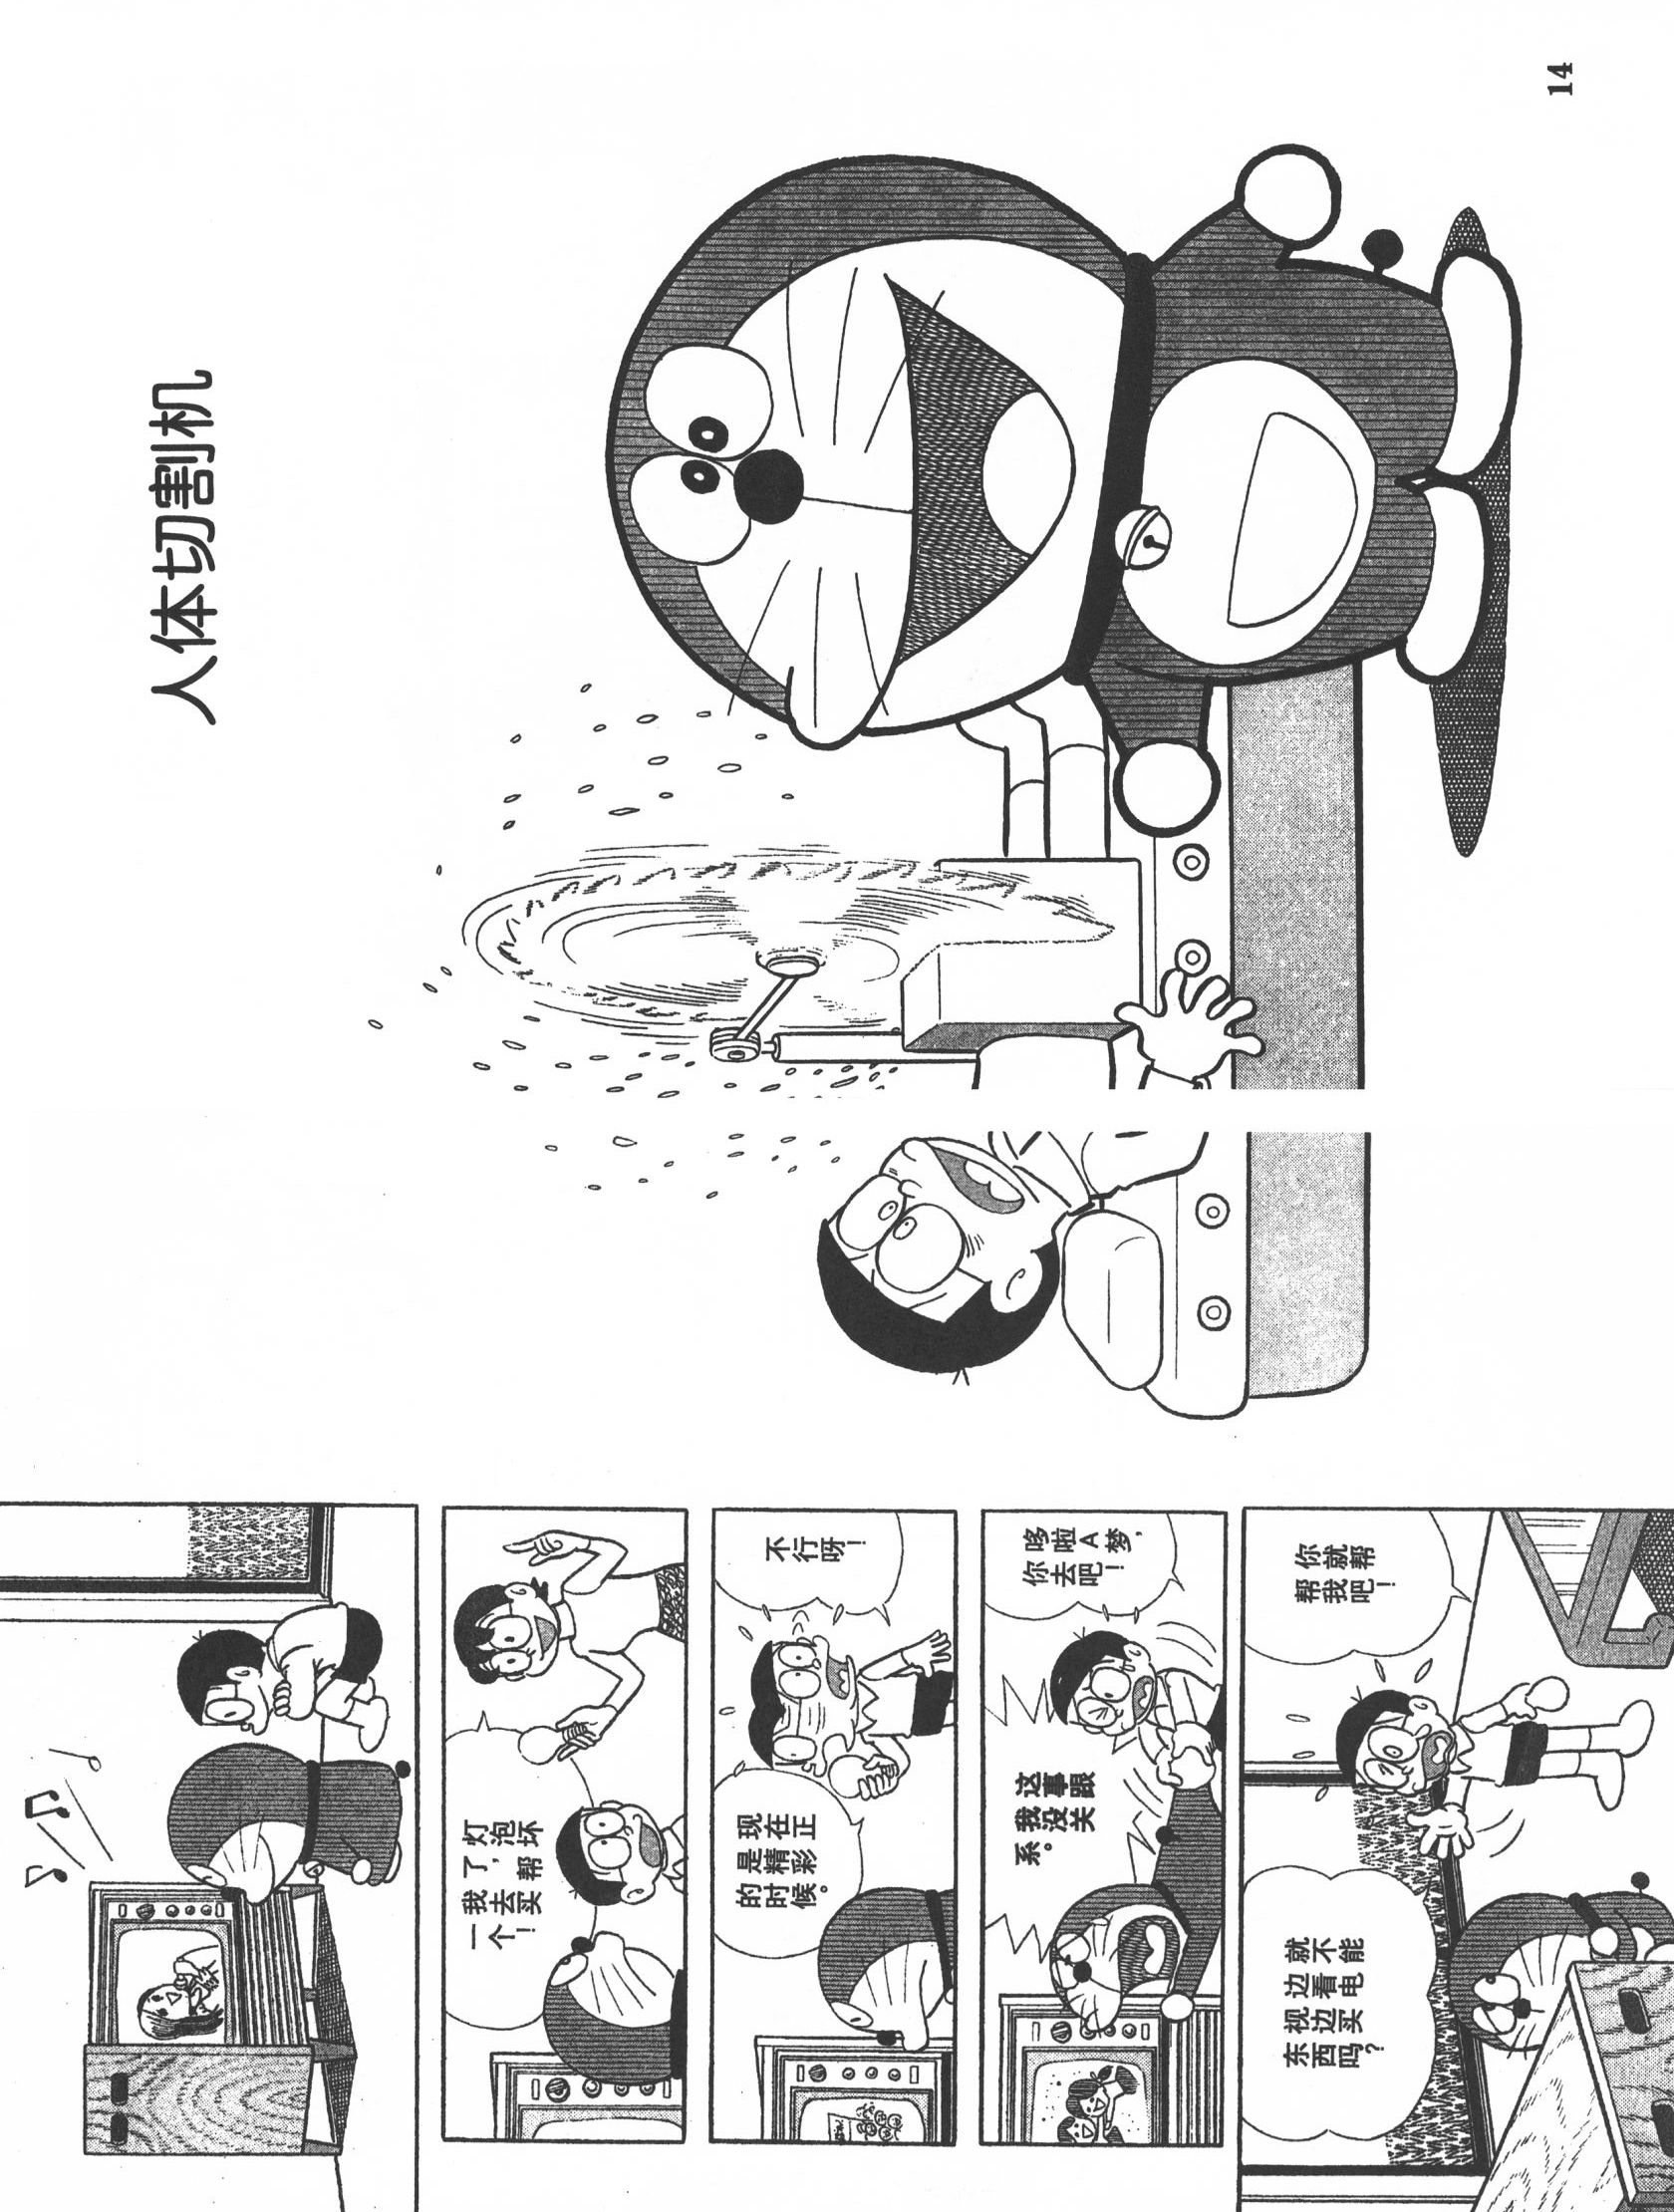 人体切割机
14
灯泡坏
了，帮
我去买
一个！
不行呀！
现在正
是精彩
的时候。
哆啦A梦，
你去吧！
这事跟
我没关
系。
你就帮
帮我吧！
就不能
边看电
视边买
东西吗？